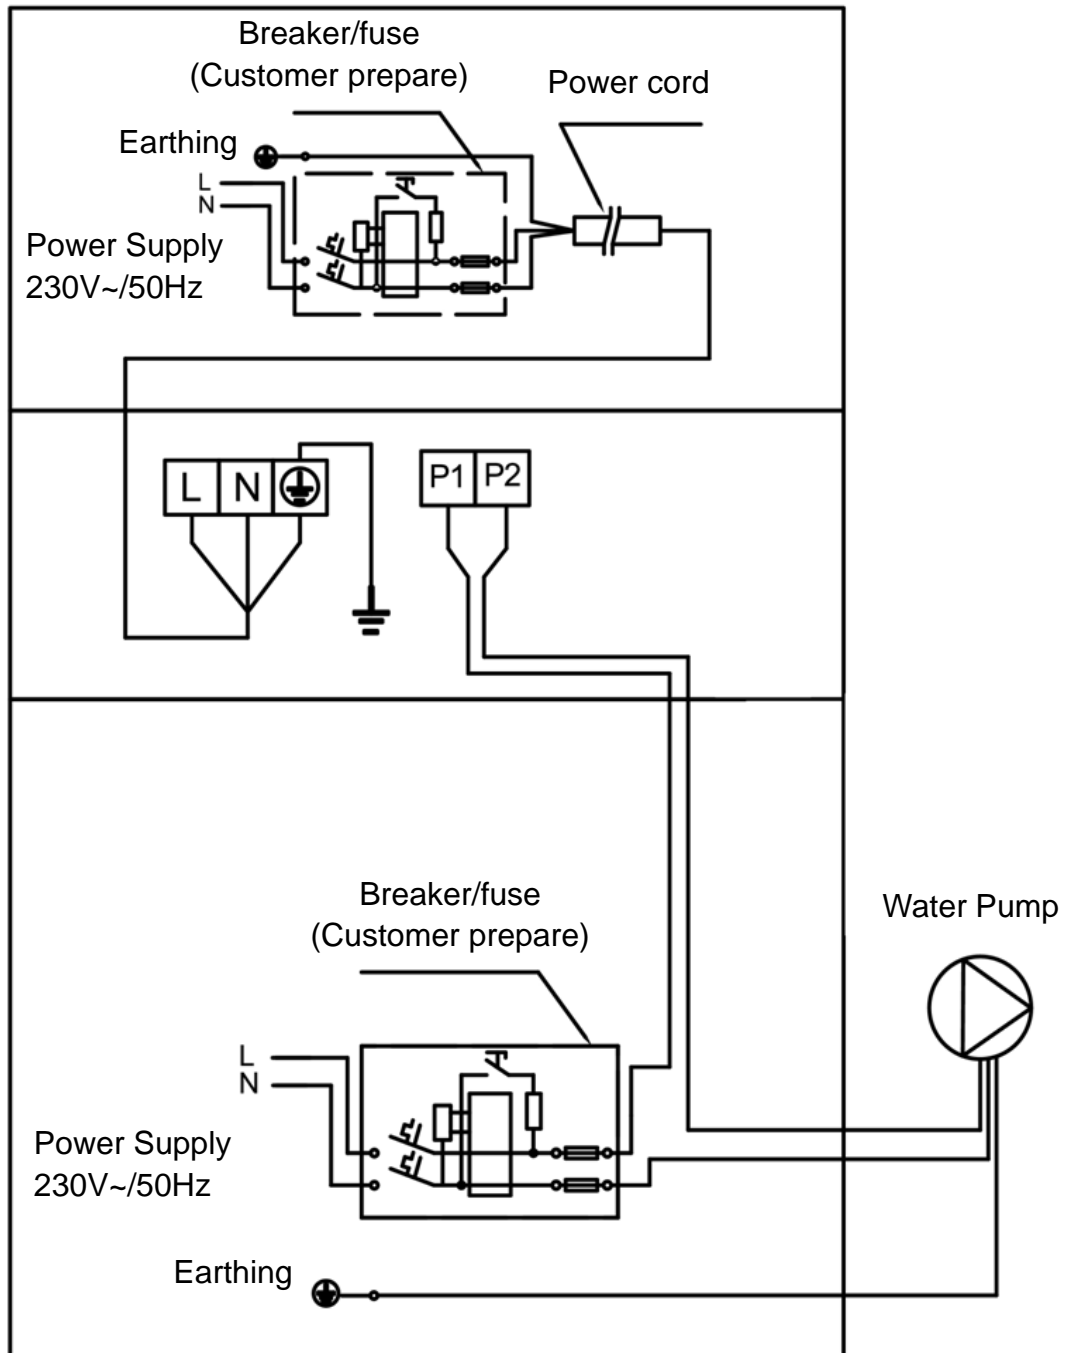 Breaker/fuse
(Customer prepare)
Power cord
Earthing
L
N
Power Supply
230V~/50Hz
L N
P1 P2
Breaker/fuse
(Customer prepare)
Water Pump
L
N
Power Supply
230V~/50Hz
Earthing